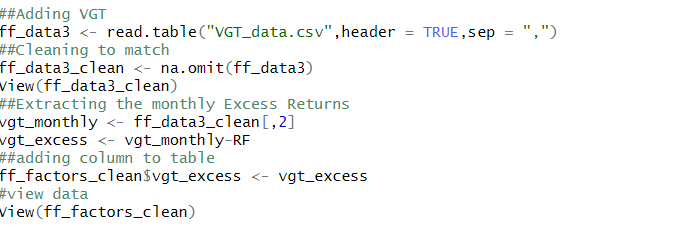 ##Adding VGT
ff_data3 <- read.table("VGT_data.csv",header = TRUE,sep = ",")
##Cleaning to match
ff_data3_clean <- na.omit(ff_data3)
View(ff_data3_clean)
##Extracting the monthly Excess Returns
vgt_monthly <- ff_data3_clean[,2]
vgt_excess <- vgt_monthly-RF
##adding column to table
ff_factors_clean$vgt_excess <- vgt_excess
#view data
View(ff_factors_clean)